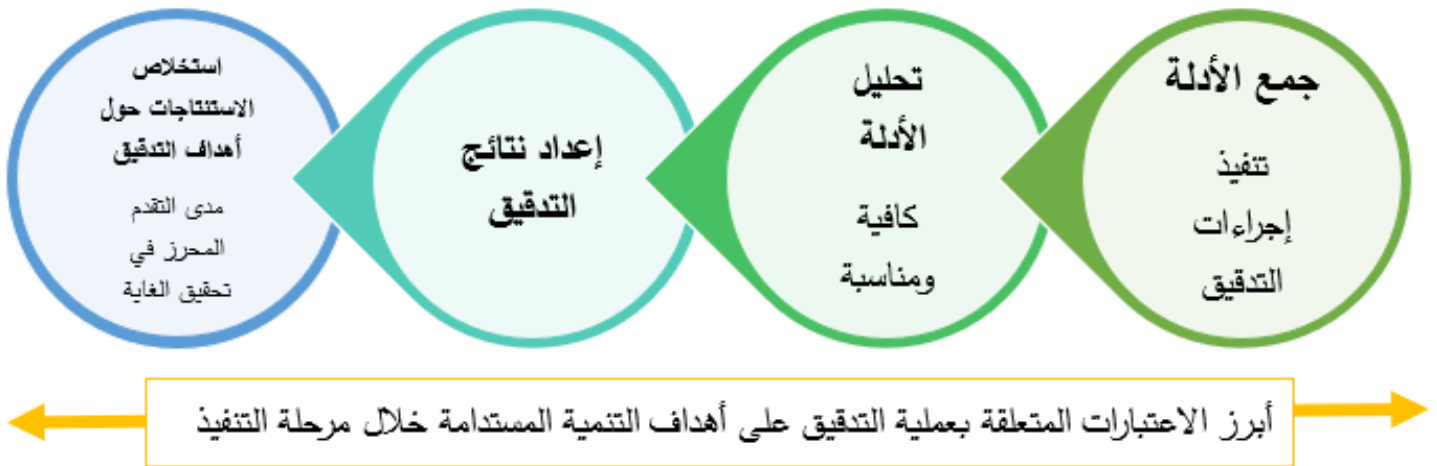 جمع الأدلة
تنفيذ
إجراءات
التدقيق
تحليل
الأدلة
كافية
ومناسبة
إعداد نتائج
التدقيق
استخلاص
الاستنتاجات حول
أهداف التدقيق
مدى التقدم
المحرز في
تحقيق الغاية
أبرز الاعتبارات المتعلقة بعملية التدقيق على أهداف التنمية المستدامة خلال مرحلة التنفيذ